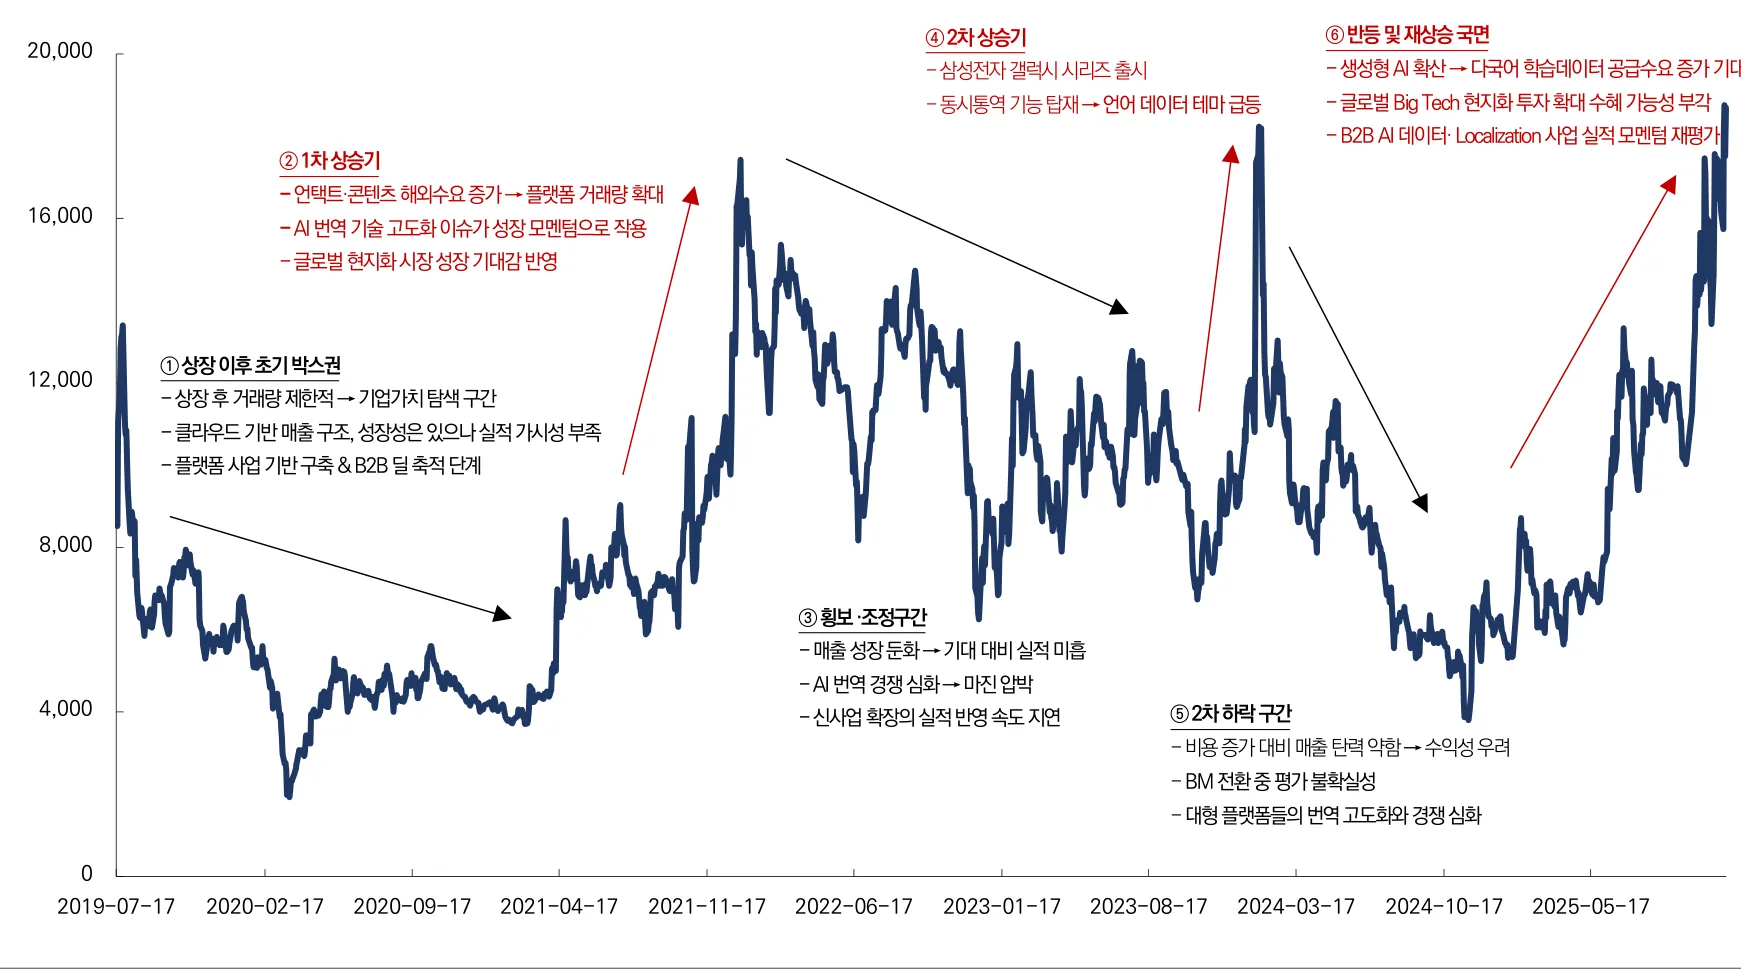 20,000
16,000
12,000
8,000
4,000
0
① 상장 이후 초기 박스권
– 상장 후 거래량 제한적 → 기업가치 탐색 구간
– 클라우드 기반 매출 구조, 성장성은 있으나 실적 가시성 부족
– 플랫폼 사업 기반 구축 & B2B 딜 축적 단계
② 1차 상승기
– 언택트·콘텐츠 해외수요 증가 → 플랫폼 거래량 확대
– AI 번역 기술 고도화 이슈가 성장 모멘텀으로 작용
– 글로벌 현지화 시장 성장 기대감 반영
③ 횡보 ·조정구간
– 매출 성장 둔화 → 기대 대비 실적 미흡
– AI 번역 경쟁 심화 → 마진 압박
– 신사업 확장의 실적 반영 속도 지연
④ 2차 상승기
– 삼성전자 갤럭시 시리즈 출시
– 동시통역 기능 탑재 → 언어 데이터 테마 급등
⑤ 2차 하락 구간
– 비용 증가 대비 매출 탄력 약함 → 수익성 우려
– BM 전환 중 평가 불확실성
– 대형 플랫폼들의 번역 고도화와 경쟁 심화
⑥ 반등 및 재상승 국면
– 생성형 AI 확산 → 다국어 학습데이터 공급수요 증가 기대
– 글로벌 Big Tech 현지화 투자 확대 수혜 가능성 부각
– B2B AI 데이터· Localization 사업 실적 모멘텀 재평가
2019-07-17
2020-02-17
2020-09-17
2021-04-17
2021-11-17
2022-06-17
2023-01-17
2023-08-17
2024-03-17
2024-10-17
2025-05-17